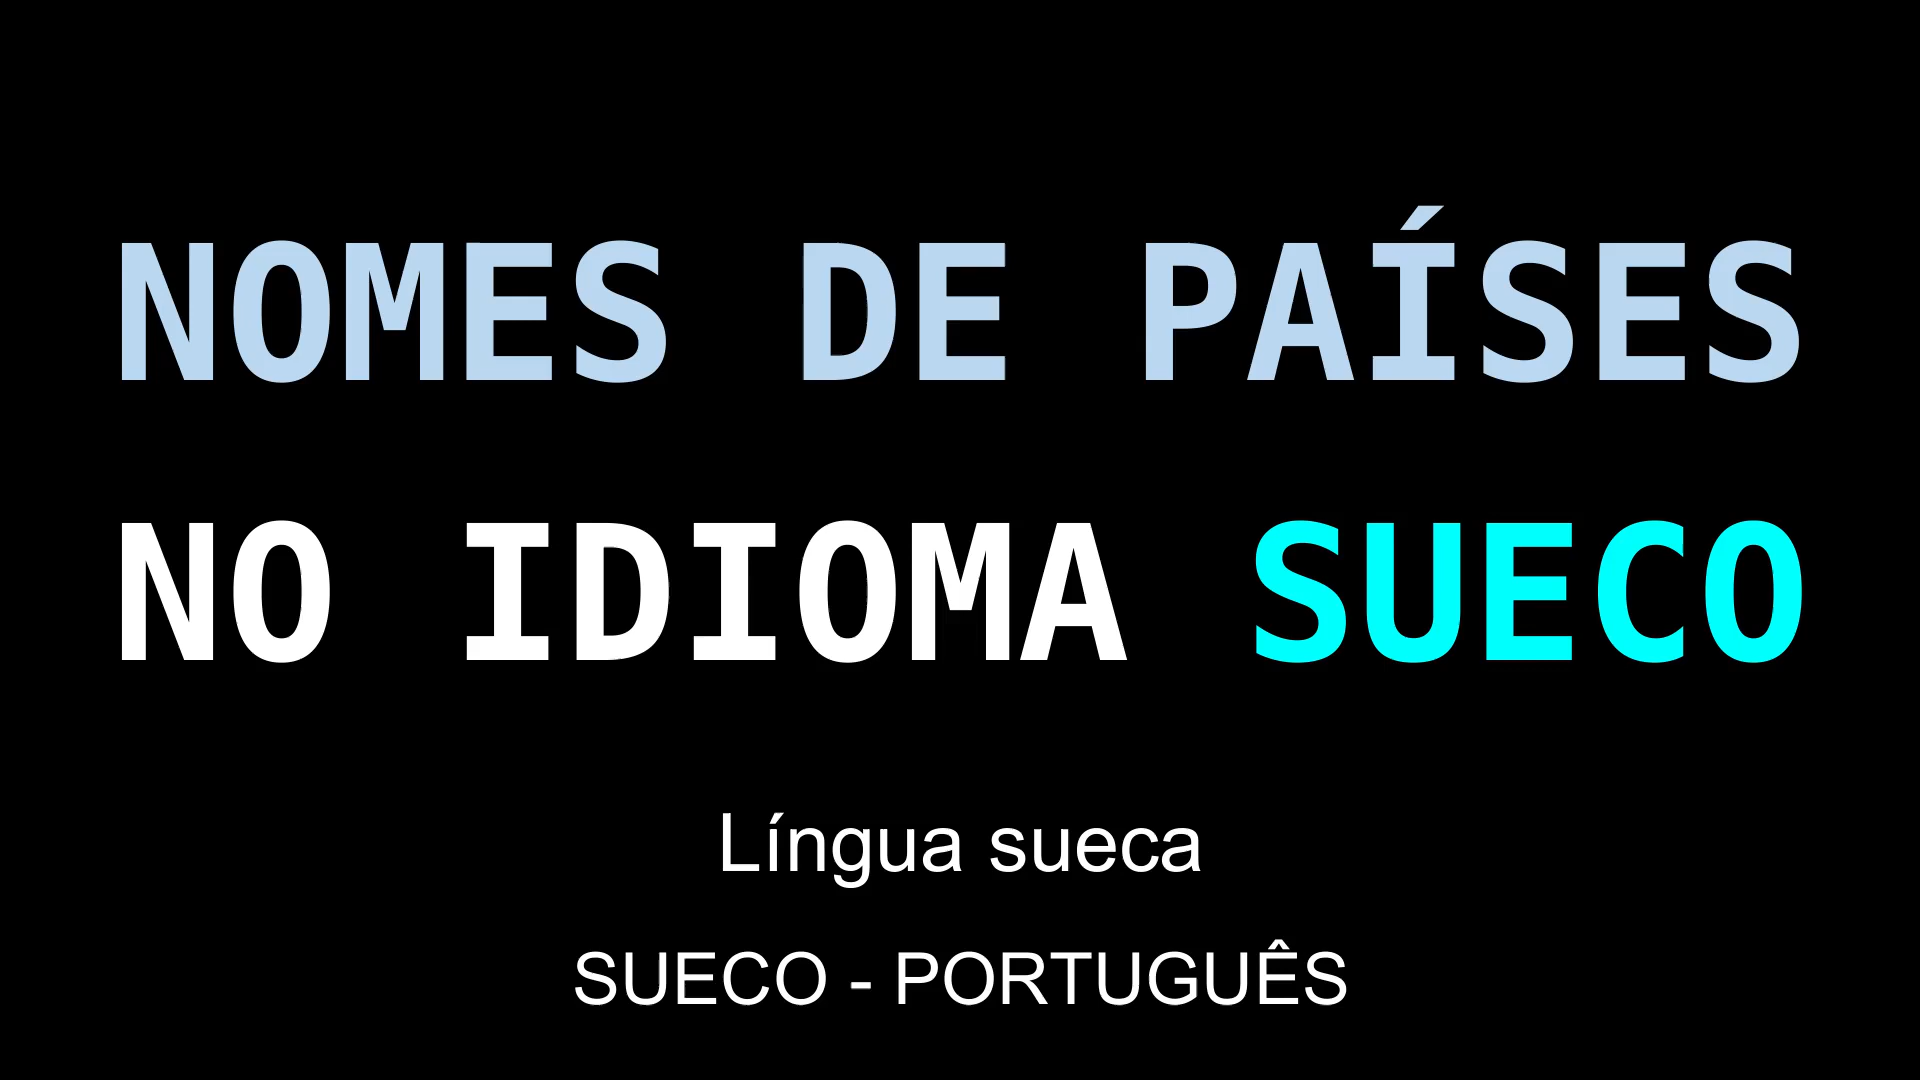 NOMES DE PAÍSES
NO IDIOMA SUECO
Língua sueca
SUECO - PORTUGUÊS